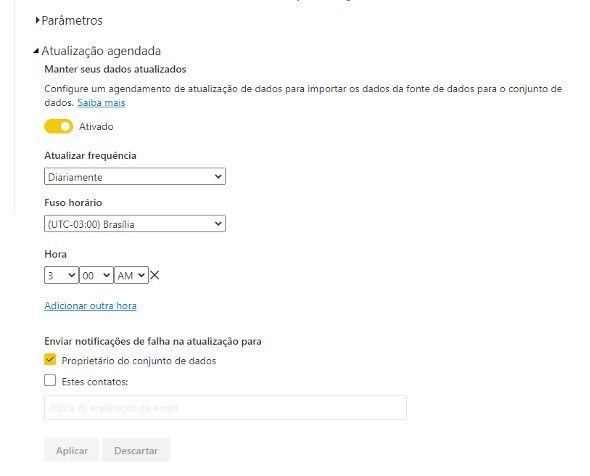 Parâmetros
Atualização agendada
Manter seus dados atualizados
Configure um agendamento de atualização de dados para importar os dados da fonte de dados para o conjunto de
dados. Saiba mais
Ativado
Atualizar frequência
Diariamente
Fuso horário
(UTC-03:00) Brasília
Hora
3 00 AM
Adicionar outra hora
Enviar notificações de falha na atualização para
Proprietário do conjunto de dados
Estes contatos:
Insira os endereços de email
Aplicar Descartar